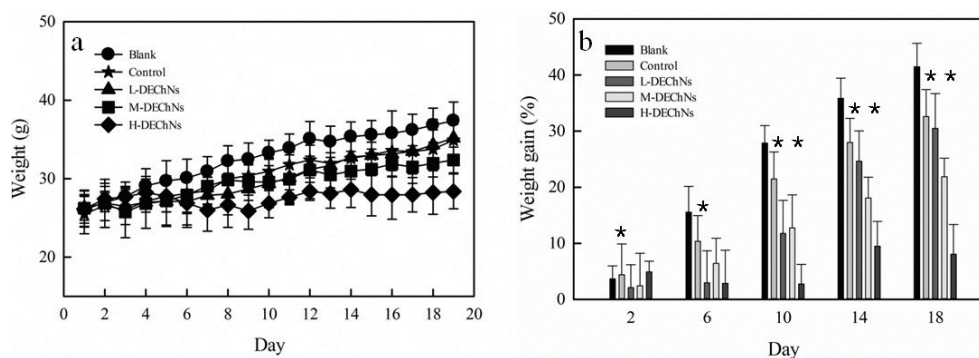 a
Blank
Control
L-DEChNs
M-DEChNs
H-DEChNs
Weight (g)
50
40
30
20
0 2 4 6 8 10 12 14 16 18 20
Day
b
Blank
Control
L-DEChNs
M-DEChNs
H-DEChNs
Weight gain (%)
50
40
30
20
10
0
2 6 10 14 18
Day